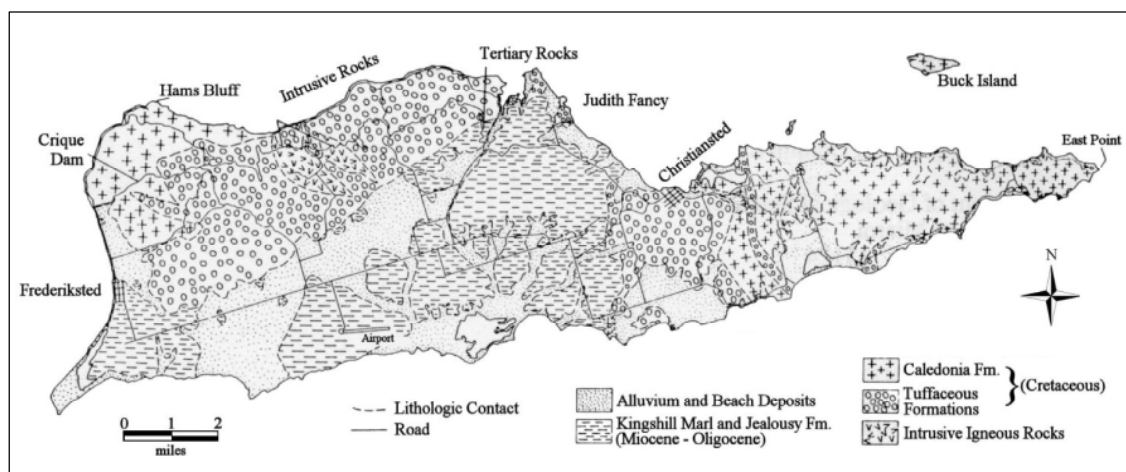 Tertiary Rocks
Hams Bluff
Intrusive Rocks
Buck Island
Judith Fancy
Crique
Dam
Christiansted
East Point
N
Frederiksted
Airport
Caledonia Fm.
(Cretaceous)
Tuffaceous
Formations
Alluvium and Beach Deposits
Lithologic Contact
Kingshill Marl and Jealousy Fm.
(Miocene - Oligocene)
Intrusive Igneous Rocks
Road
0 1 2
miles